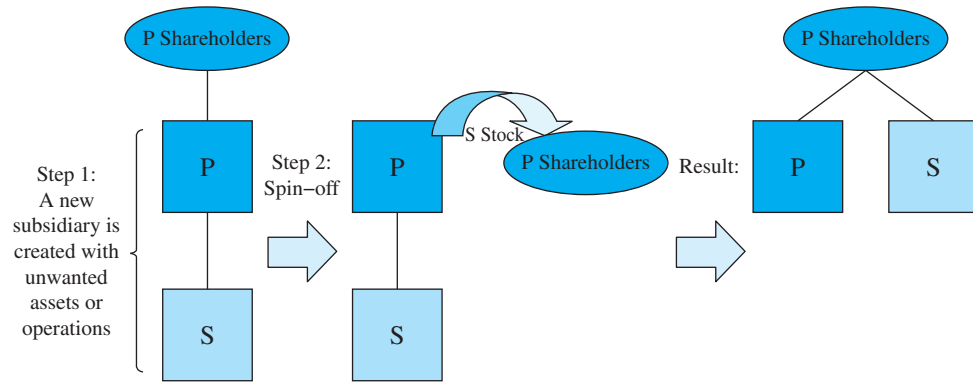 P Shareholders
Step 1:
A new
subsidiary is
created with
unwanted
assets or
operations
P
S
Step 2:
Spin–off
P
S
S Stock
P Shareholders
Result:
P Shareholders
P
S